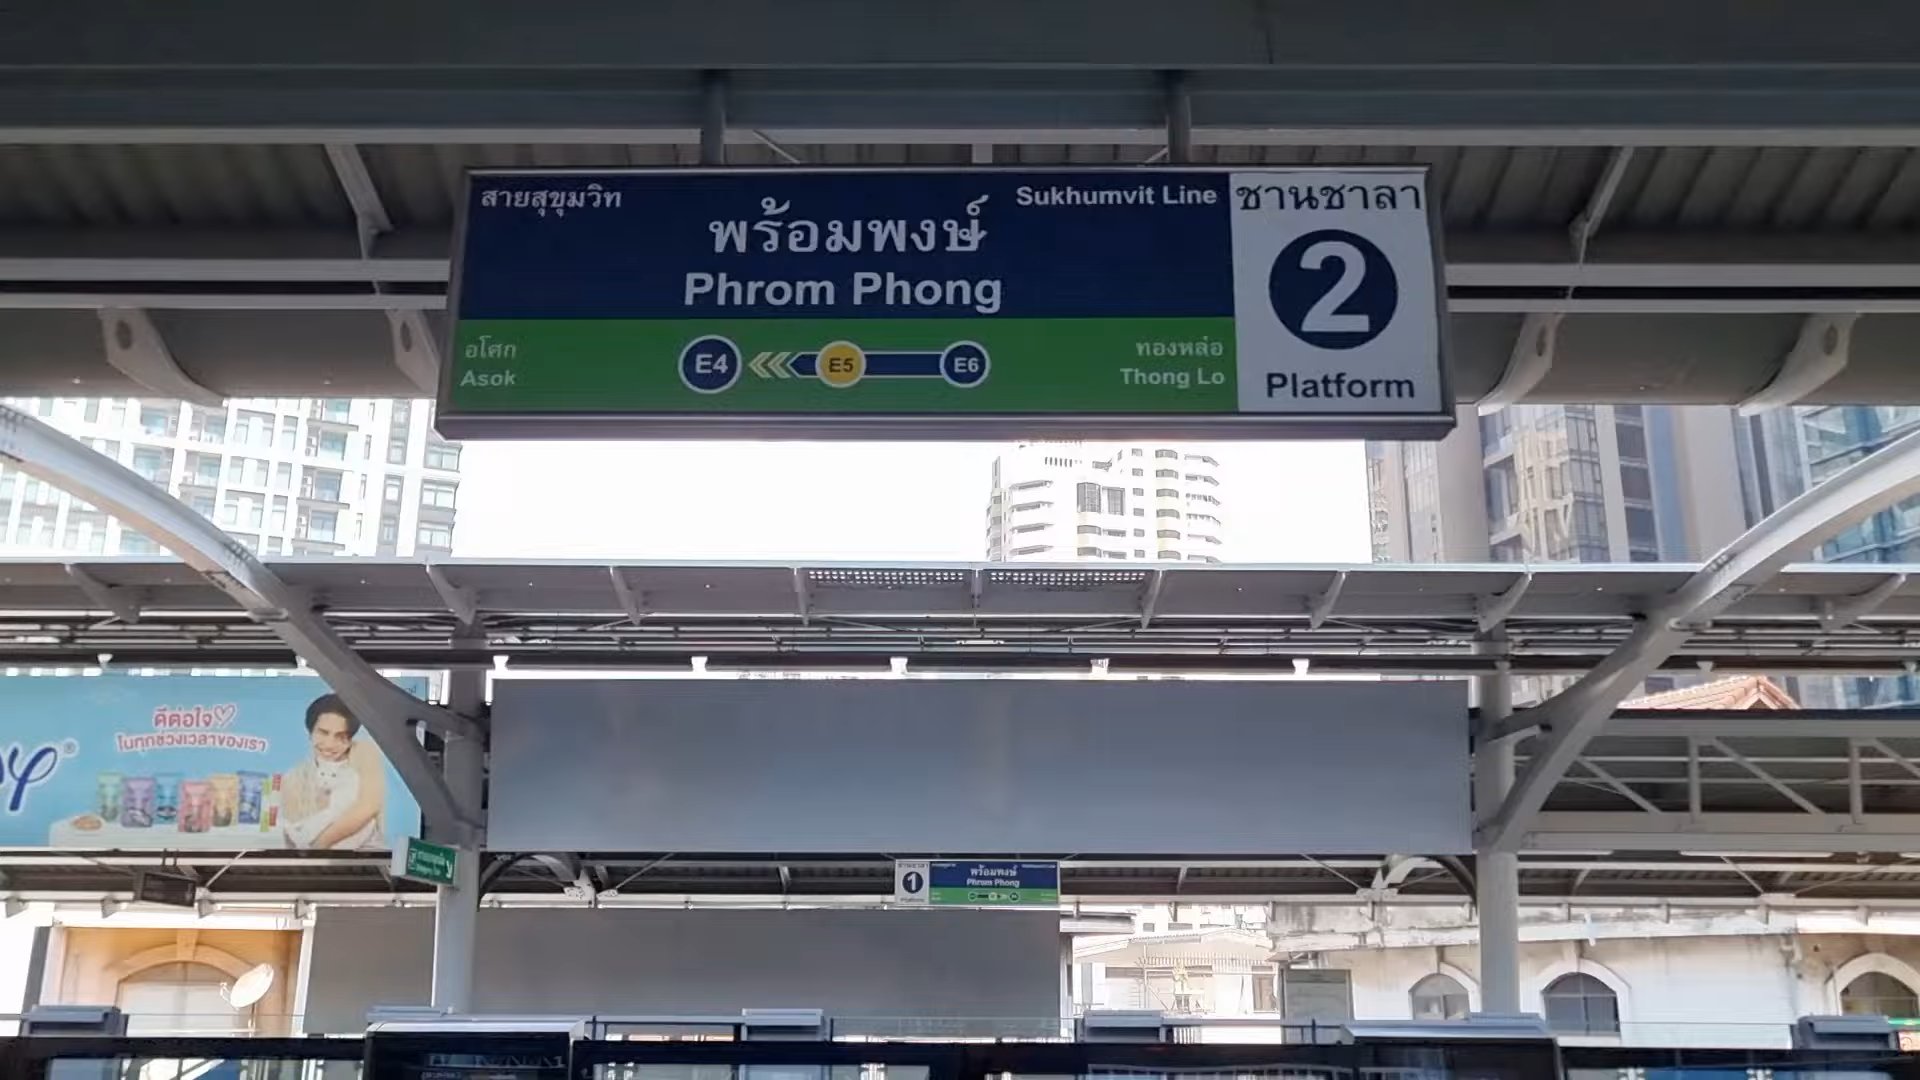 สายสุขุมวิท
Sukhumvit Line
พร้อมพงษ์
Phrom Phong
อโศก
Asok
E4
E5
E6
ทองหล่อ
Thong Lo
ชานชาลา
2
Platform
ดีต่อใจ
ในทุกช่วงเวลาของเรา
1
พร้อมพงษ์
Phrom Phong